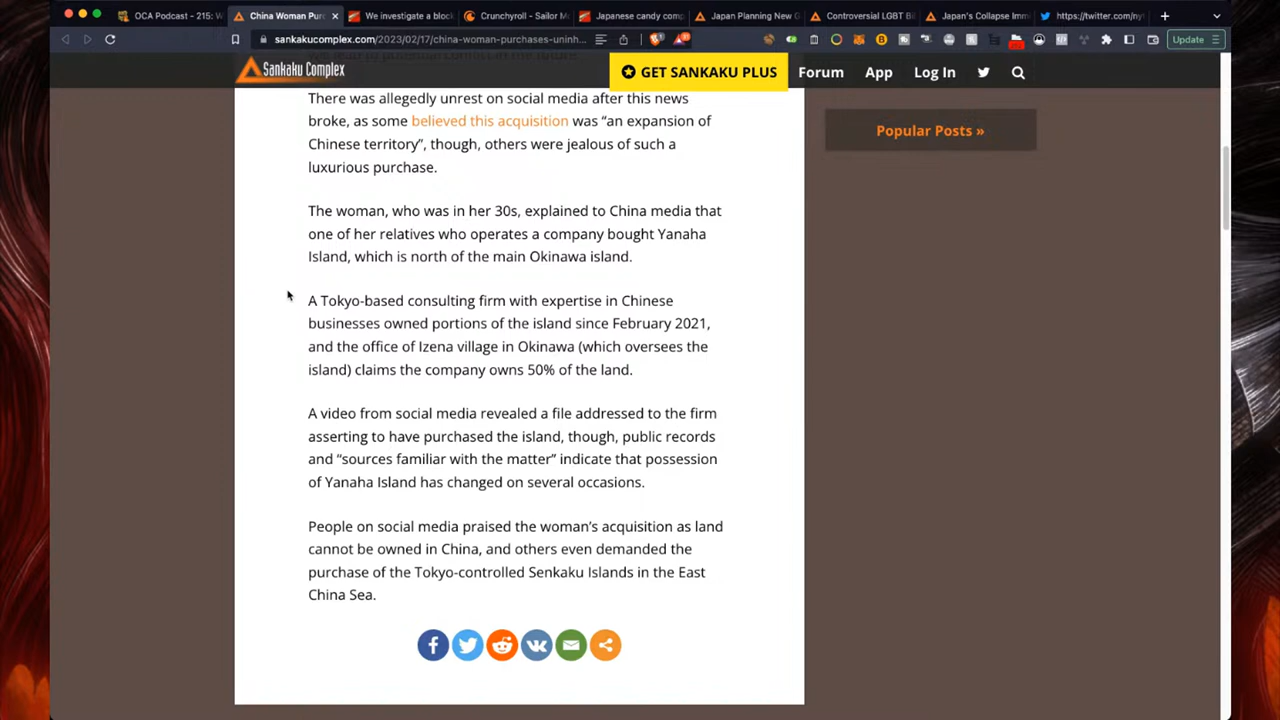 OCA Podcast - 215: W
China Woman Pur
We investigate a block
Crunchyroll - Sailor Mo
Japanese candy comp
Japan Planning New G
Controversial LGBT Bi
Japan's Collapse Imm
https://twitter.com/ny
sankakucomplex.com/2023/02/17/china-woman-purchases-uninh...
Update
Sankaku Complex
GET SANKAKU PLUS
Forum
App
Log In
There was allegedly unrest on social media after this news
broke, as some believed this acquisition was “an expansion of
Chinese territory”, though, others were jealous of such a
luxurious purchase.
The woman, who was in her 30s, explained to China media that
one of her relatives who operates a company bought Yanaha
Island, which is north of the main Okinawa island.
A Tokyo-based consulting firm with expertise in Chinese
businesses owned portions of the island since February 2021,
and the office of Izena village in Okinawa (which oversees the
island) claims the company owns 50% of the land.
A video from social media revealed a file addressed to the firm
asserting to have purchased the island, though, public records
and “sources familiar with the matter” indicate that possession
of Yanaha Island has changed on several occasions.
People on social media praised the woman’s acquisition as land
cannot be owned in China, and others even demanded the
purchase of the Tokyo-controlled Senkaku Islands in the East
China Sea.
Popular Posts »